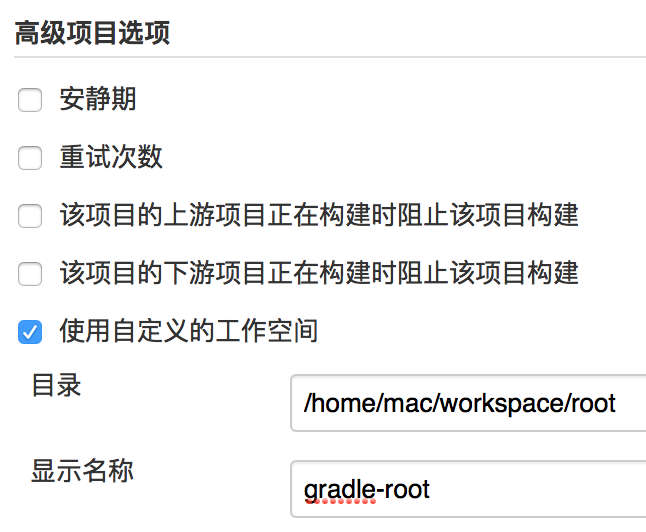 高级项目选项
安静期
重试次数
该项目的上游项目正在构建时阻止该项目构建
该项目的下游项目正在构建时阻止该项目构建
使用自定义的工作空间
目录
/home/mac/workspace/root
显示名称
gradle-root